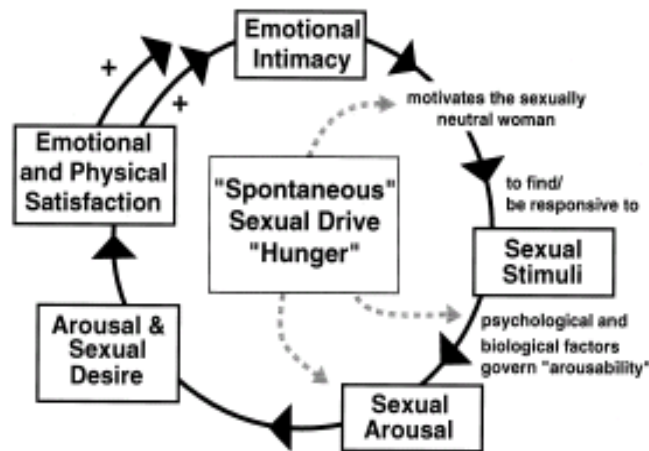 Emotional
Intimacy
+
+
motivates the sexually
neutral woman
Emotional
and Physical
Satisfaction
"Spontaneous"
Sexual Drive
"Hunger"
to find/
be responsive to
Sexual
Stimuli
Arousal &
Sexual
Desire
psychological and
biological factors
govern "arousability"
Sexual
Arousal